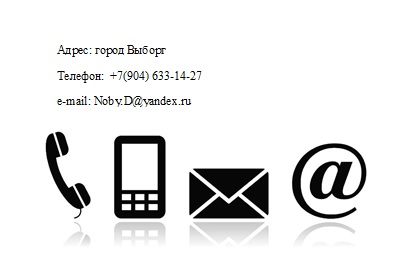 Адрес: город Выборг
Телефон: +7(904) 633-14-27
e-mail: Noby.D@yandex.ru
@